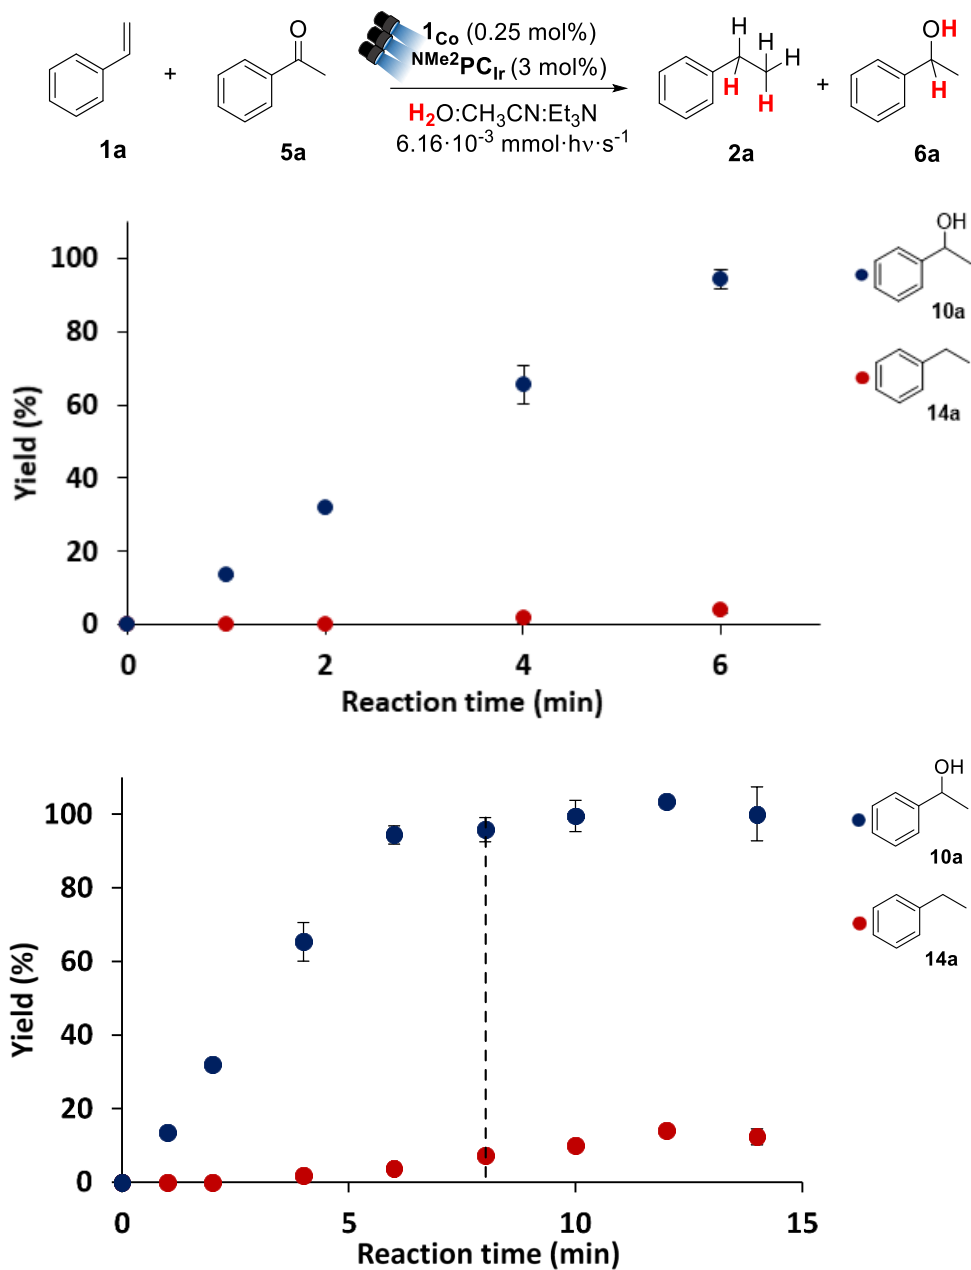 O
OH
H
H
H
H
H
H
+
+
1Co (0.25 mol%)
NMe2PCIr (3 mol%)
H2O:CH3CN:Et3N
6.16·10-3 mmol·hν·s-1
1a
5a
2a
6a
100
80
60
40
20
0
Yield (%)
0
2
4
6
Reaction time (min)
OH
10a
14a
100
80
60
40
20
0
Yield (%)
0
5
10
15
Reaction time (min)
OH
10a
14a